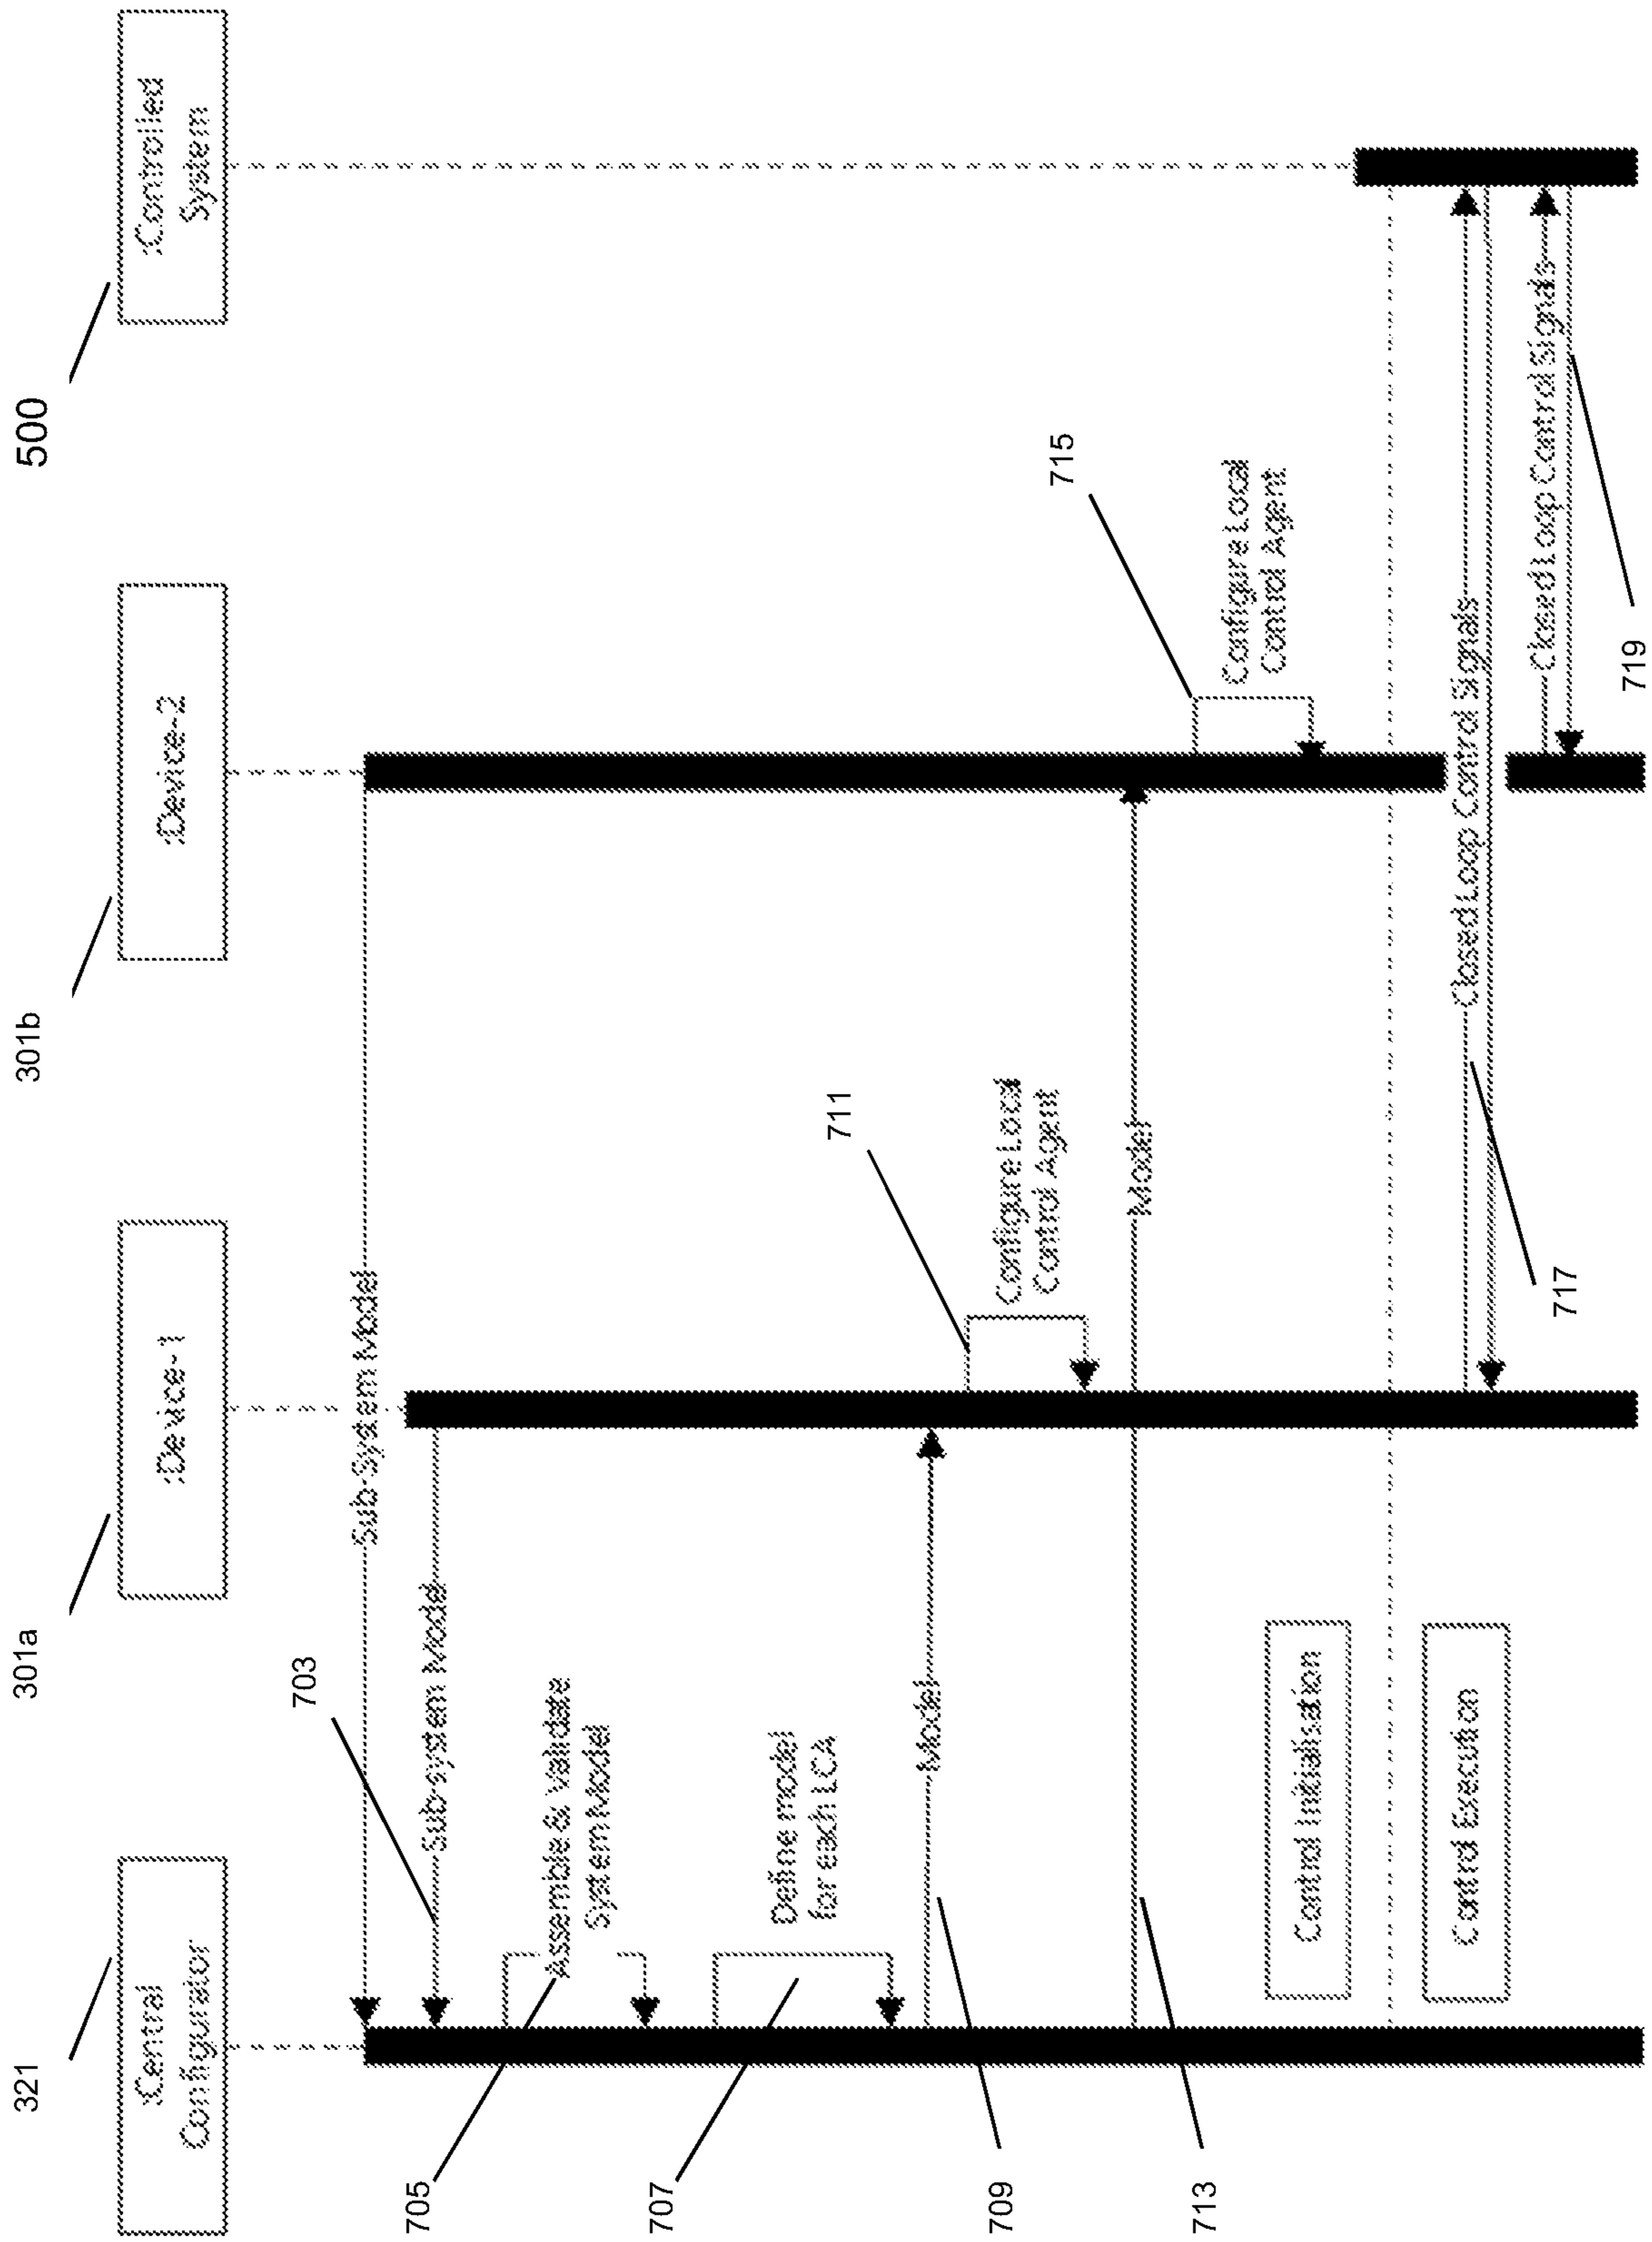 321
301a
301b
500
:Central
Configurator
:Device-1
:Device-2
:Controlled
System
Sub-System Model
703
Sub-system Model
705
Assemble & Validate
System Model
707
Define model
for each LCA
709
Model
711
Configure Local
Control Agent
713
Model
715
Configure Local
Control Agent
Control Initialisation
Control Execution
Closed Loop Control Signals
717
Closed Loop Control Signals
719